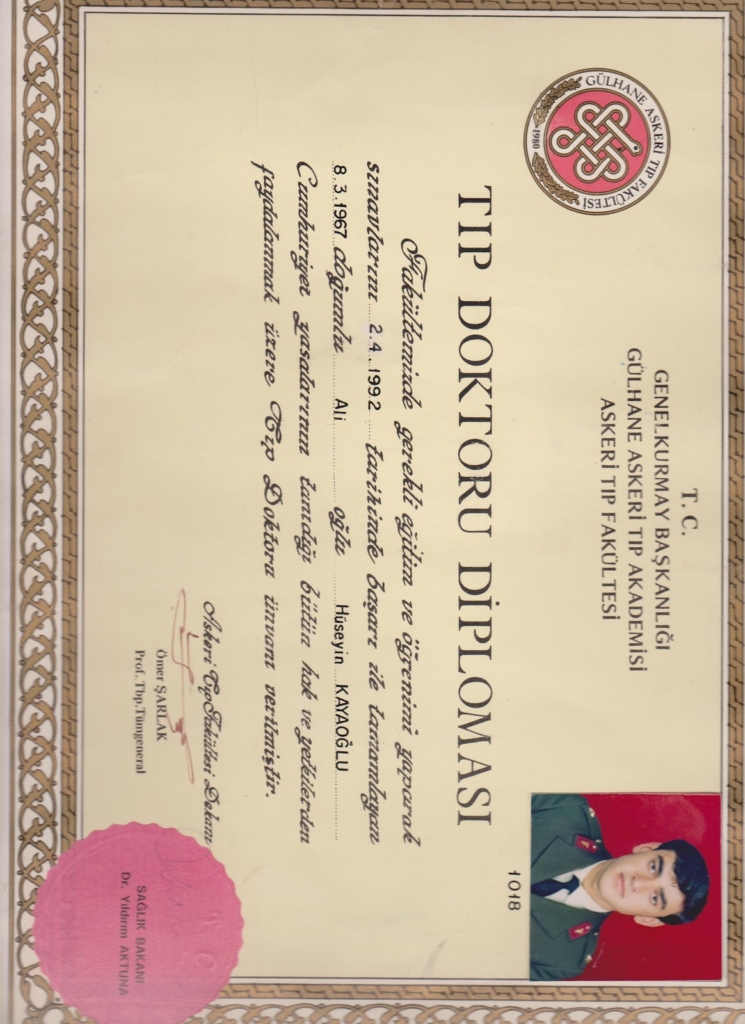 GÜLHANE ASKERİ TIP FAKÜLTESİ
1980
T. C.
GENELKURMAY BAŞKANLIĞI
GÜLHANE ASKERİ TIP AKADEMİSİ
ASKERİ TIP FAKÜLTESİ
1018
TIP DOKTORU DİPLOMASI
Fakültemizde gerekli eğitim ve öğrenimi yaparak
sınavlarını 2.4.1992 tarihinde başarı ile tamamlayan
8.3.1967 doğumlu Ali oğlu Hüseyin KAYAOĞLU
Cumhuriyet yasalarının tanıdığı bütün hak ve yetkilerden
faydalanmak üzere Tıp Doktoru ünvanı verilmiştir.
Askeri Tıp Fakültesi Dekanı
Ömer ŞARLAK
Prof. Tbp.Tümgeneral
SAĞLIK BAKANI
Dr. Yıldırım AKTUNA